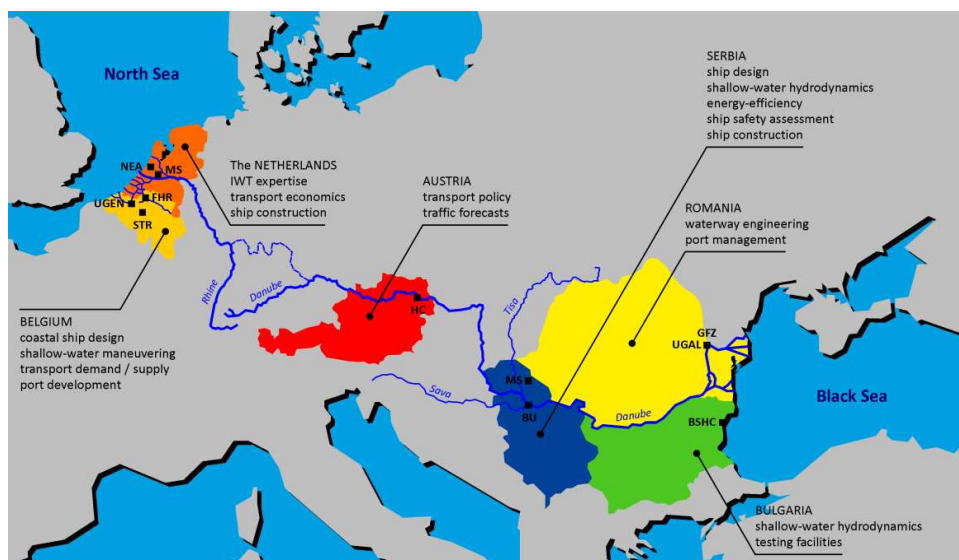 North Sea
NEA
MS
UGEN
FHR
STR
The NETHERLANDS
IWT expertise
transport economics
ship construction
AUSTRIA
transport policy
traffic forecasts
SERBIA
ship design
shallow-water hydrodynamics
energy-efficiency
ship safety assessment
ship construction
ROMANIA
waterway engineering
port management
BELGIUM
coastal ship design
shallow-water maneuvering
transport demand / supply
port development
Rhine
Danube
HC
Tisa
Sava
MS
BU
Danube
GFZ
UGAL
BSHC
Black Sea
BULGARIA
shallow-water hydrodynamics
testing facilities